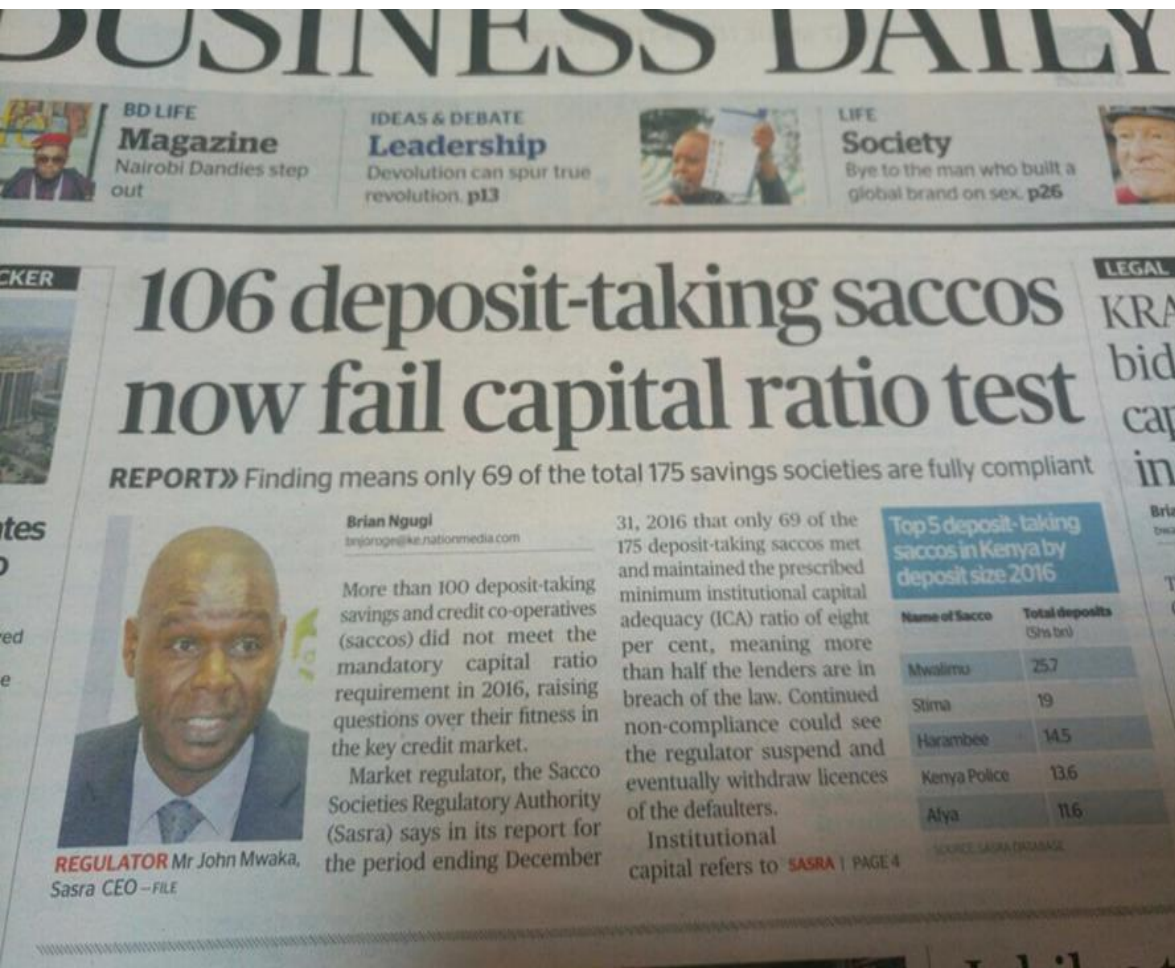 BUSINESS DAILY
BD LIFE
Magazine
Nairobi Dandies step
out
IDEAS & DEBATE
Leadership
Devolution can spur true
revolution. p13
LIFE
Society
Bye to the man who built a
global brand on sex. p26
CKER
106 deposit-taking saccos
now fail capital ratio test
REPORT» Finding means only 69 of the total 175 savings societies are fully compliant
REGULATOR Mr John Mwaka,
Sasra CEO –FILE
Brian Ngugi
bnjoroge@ke.nationmedia.com
More than 100 deposit-taking
savings and credit co-operatives
(saccos) did not meet the
mandatory capital ratio
requirement in 2016, raising
questions over their fitness in
the key credit market.
Market regulator, the Sacco
Societies Regulatory Authority
(Sasra) says in its report for
the period ending December
31, 2016 that only 69 of the
175 deposit-taking saccos met
and maintained the prescribed
minimum institutional capital
adequacy (ICA) ratio of eight
per cent, meaning more
than half the lenders are in
breach of the law. Continued
non-compliance could see
the regulator suspend and
eventually withdraw licences
of the defaulters.
Institutional
capital refers to SASRA | PAGE 4
Top 5 deposit-taking
saccos in Kenya by
deposit size 2016
Name of Sacco Total deposits
(Shs bn)
Mwalimu 25.7
Stima 19
Harambee 14.5
Kenya Police 13.6
Afya 11.6
SOURCE: SASRA DATABASE
LEGAL
KRA
bid
in